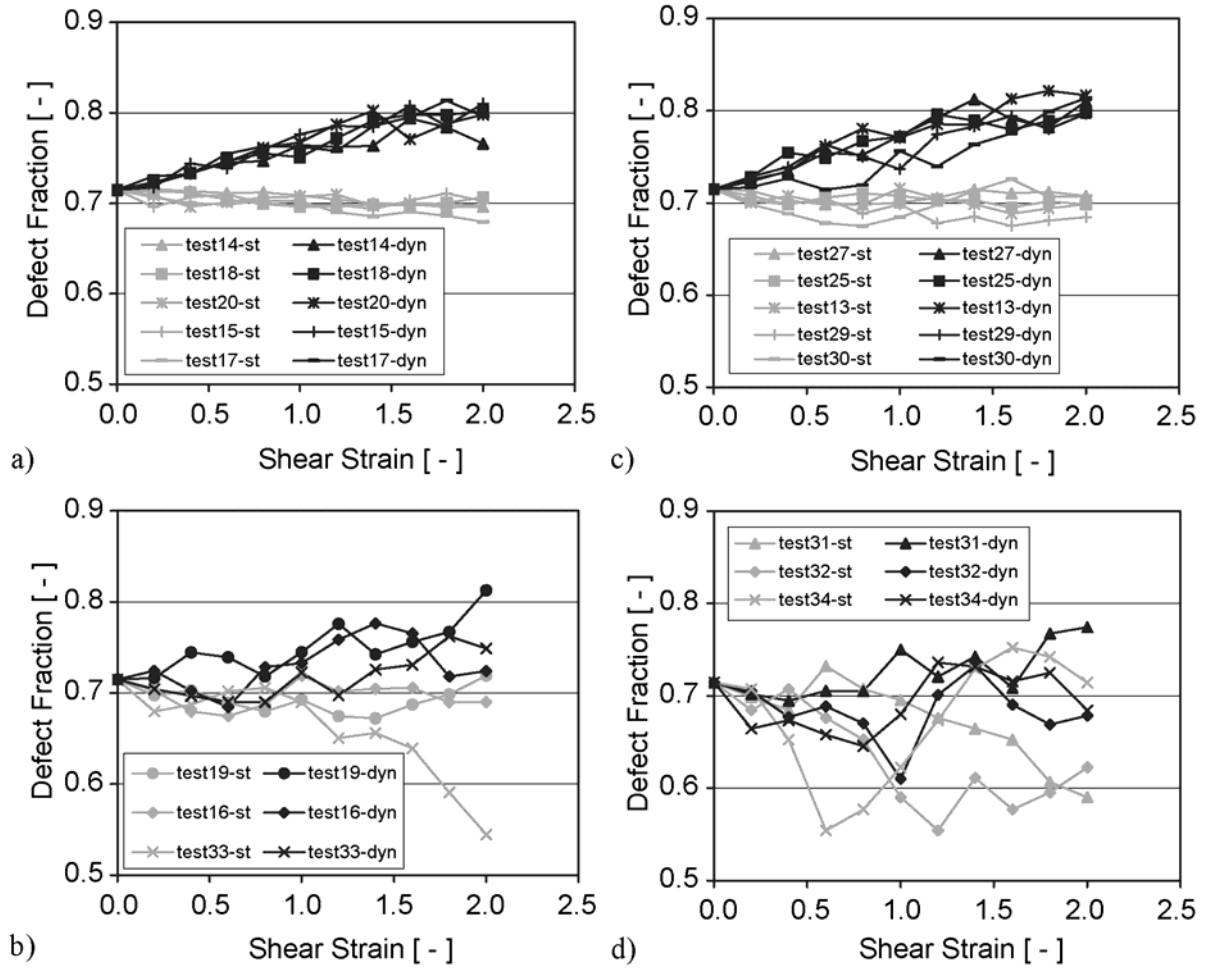 0.9
0.8
0.7
0.6
0.5
Defect Fraction [ - ]
test14-st test14-dyn
test18-st test18-dyn
test20-st test20-dyn
test15-st test15-dyn
test17-st test17-dyn
0.0 0.5 1.0 1.5 2.0 2.5
Shear Strain [ - ]
a)
0.9
0.8
0.7
0.6
0.5
Defect Fraction [ - ]
test27-st test27-dyn
test25-st test25-dyn
test13-st test13-dyn
test29-st test29-dyn
test30-st test30-dyn
0.0 0.5 1.0 1.5 2.0 2.5
Shear Strain [ - ]
c)
0.9
0.8
0.7
0.6
0.5
Defect Fraction [ - ]
test19-st test19-dyn
test16-st test16-dyn
test33-st test33-dyn
0.0 0.5 1.0 1.5 2.0 2.5
Shear Strain [ - ]
b)
0.9
0.8
0.7
0.6
0.5
Defect Fraction [ - ]
test31-st test31-dyn
test32-st test32-dyn
test34-st test34-dyn
0.0 0.5 1.0 1.5 2.0 2.5
Shear Strain [ - ]
d)